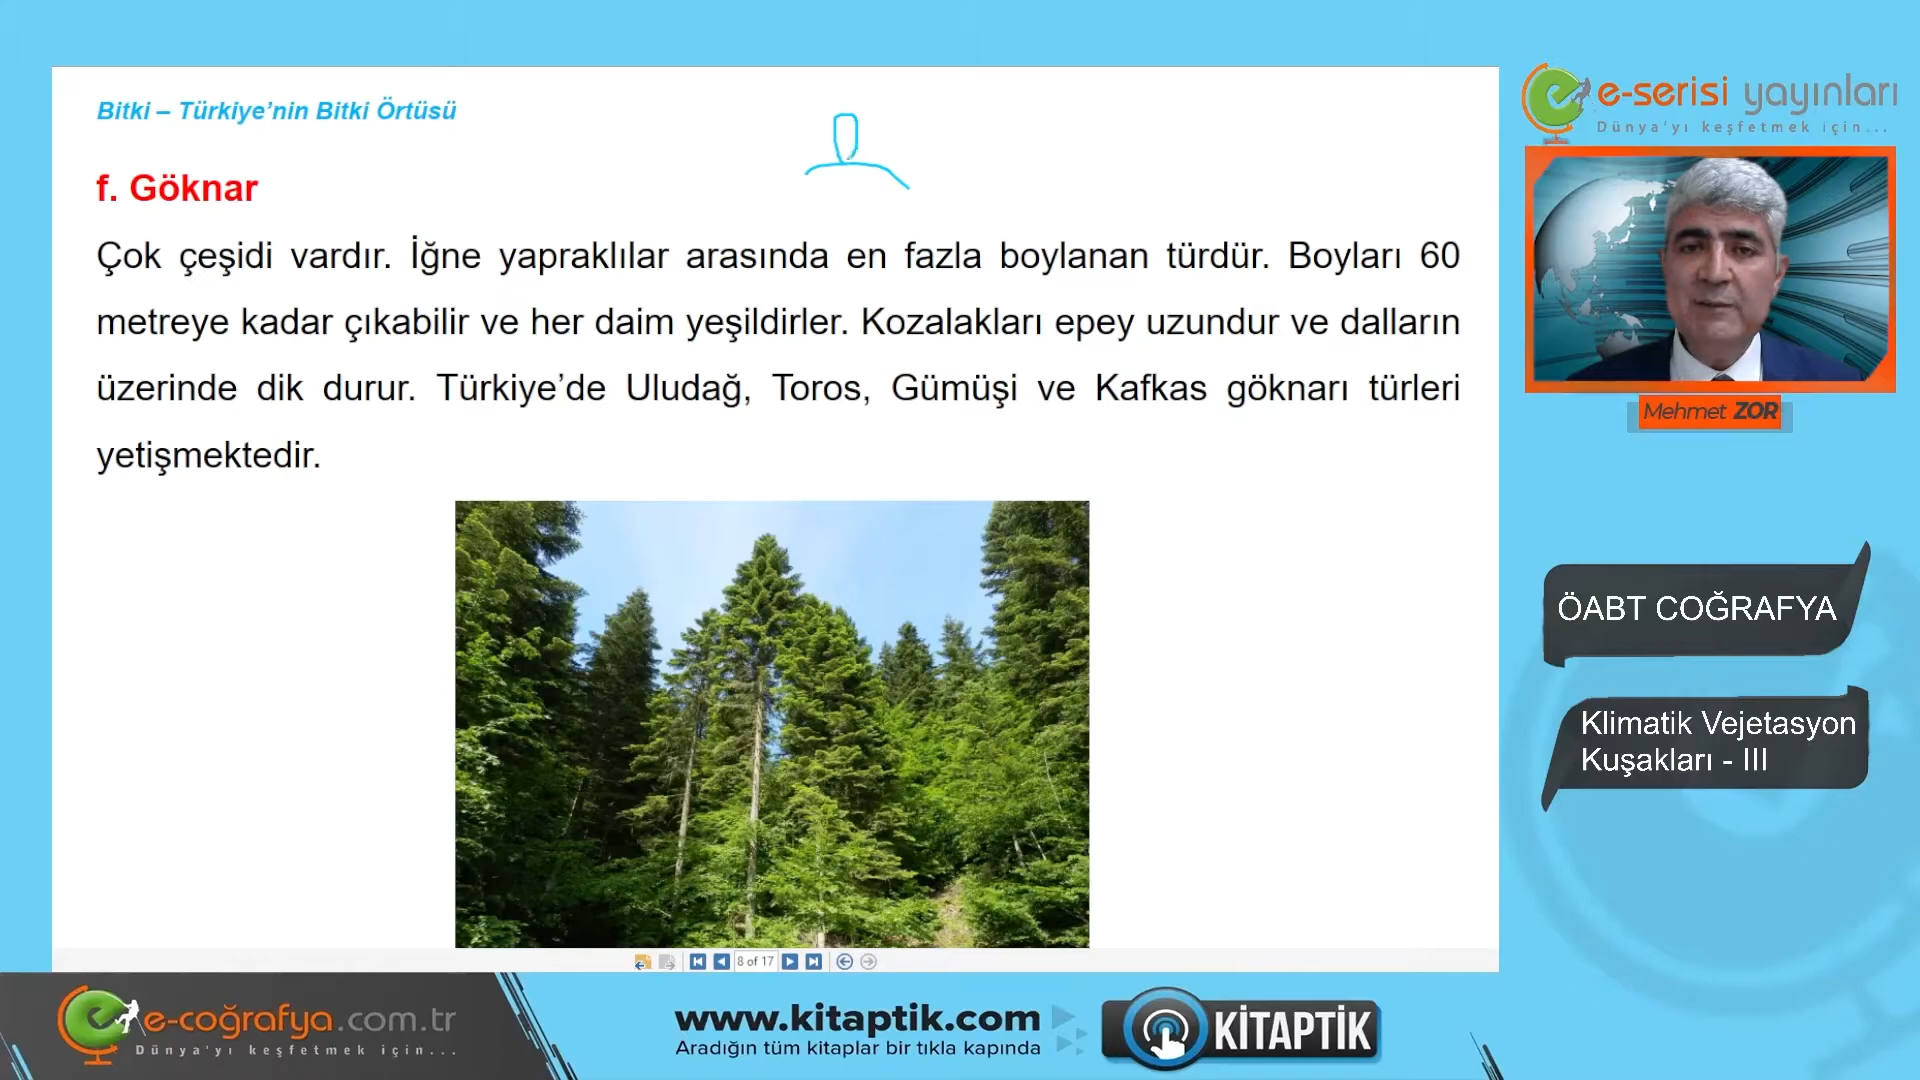 Bitki – Türkiye’nin Bitki Örtüsü
f. Göknar
Çok çeşidi vardır. İğne yapraklılar arasında en fazla boylanan türdür. Boyları 60
metreye kadar çıkabilir ve her daim yeşildirler. Kozalakları epey uzundur ve dalların
üzerinde dik durur. Türkiye’de Uludağ, Toros, Gümüşi ve Kafkas göknarı türleri
yetişmektedir.
8 of 17
e-serisi yayınları
Dünya'yı keşfetmek için...
Mehmet ZOR
ÖABT COĞRAFYA
Klimatik Vejetasyon
Kuşakları - III
e-coğrafya.com.tr
Dünya'yı keşfetmek için...
www.kitaptik.com
Aradığın tüm kitaplar bir tıkla kapında
KİTAPTIK